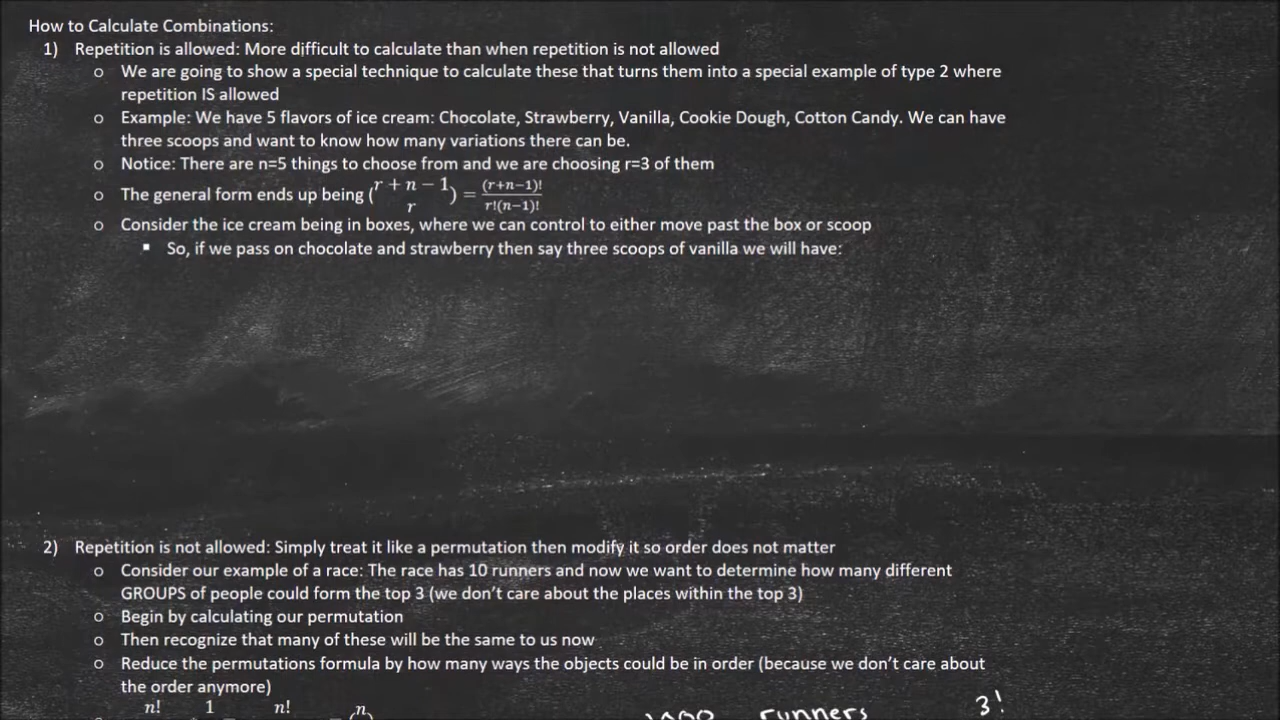 How to Calculate Combinations:
1) Repetition is allowed: More difficult to calculate than when repetition is not allowed
o We are going to show a special technique to calculate these that turns them into a special example of type 2 where
repetition IS allowed
o Example: We have 5 flavors of ice cream: Chocolate, Strawberry, Vanilla, Cookie Dough, Cotton Candy. We can have
three scoops and want to know how many variations there can be.
o Notice: There are n=5 things to choose from and we are choosing r=3 of them
o The general form ends up being (r + n − 1 r) = (r+n−1)! / r!(n−1)!
o Consider the ice cream being in boxes, where we can control to either move past the box or scoop
▪ So, if we pass on chocolate and strawberry then say three scoops of vanilla we will have:
2) Repetition is not allowed: Simply treat it like a permutation then modify it so order does not matter
o Consider our example of a race: The race has 10 runners and now we want to determine how many different
GROUPS of people could form the top 3 (we don't care about the places within the top 3)
o Begin by calculating our permutation
o Then recognize that many of these will be the same to us now
o Reduce the permutations formula by how many ways the objects could be in order (because we don't care about
the order anymore)
n! 1 n! n
runners 3!